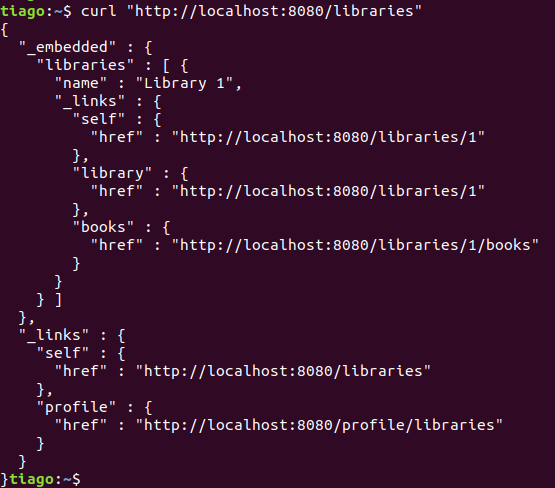 tiago:~$ curl "http://localhost:8080/libraries"
{
  "_embedded" : {
    "libraries" : [ {
      "name" : "Library 1",
      "_links" : {
        "self" : {
          "href" : "http://localhost:8080/libraries/1"
        },
        "library" : {
          "href" : "http://localhost:8080/libraries/1"
        },
        "books" : {
          "href" : "http://localhost:8080/libraries/1/books"
        }
      }
    } ]
  },
  "_links" : {
    "self" : {
      "href" : "http://localhost:8080/libraries"
    },
    "profile" : {
      "href" : "http://localhost:8080/profile/libraries"
    }
  }
}tiago:~$